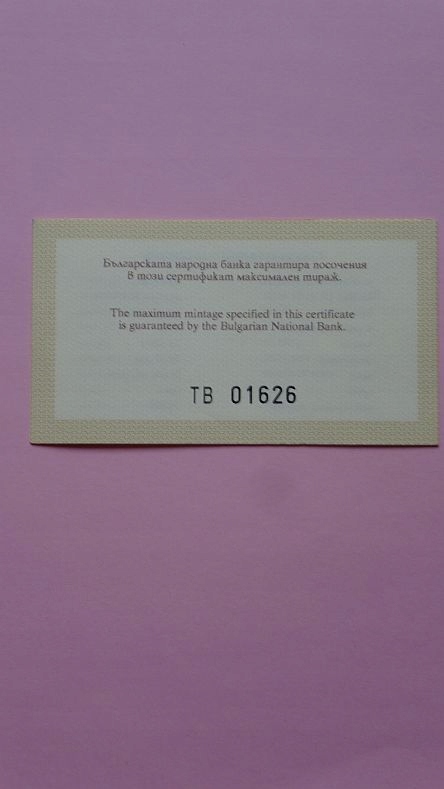 Българската народна банка гарантира посочения
в този сертификат максимален тираж.
The maximum mintage specified in this certificate
is guaranteed by the Bulgarian National Bank.
ТВ 01626